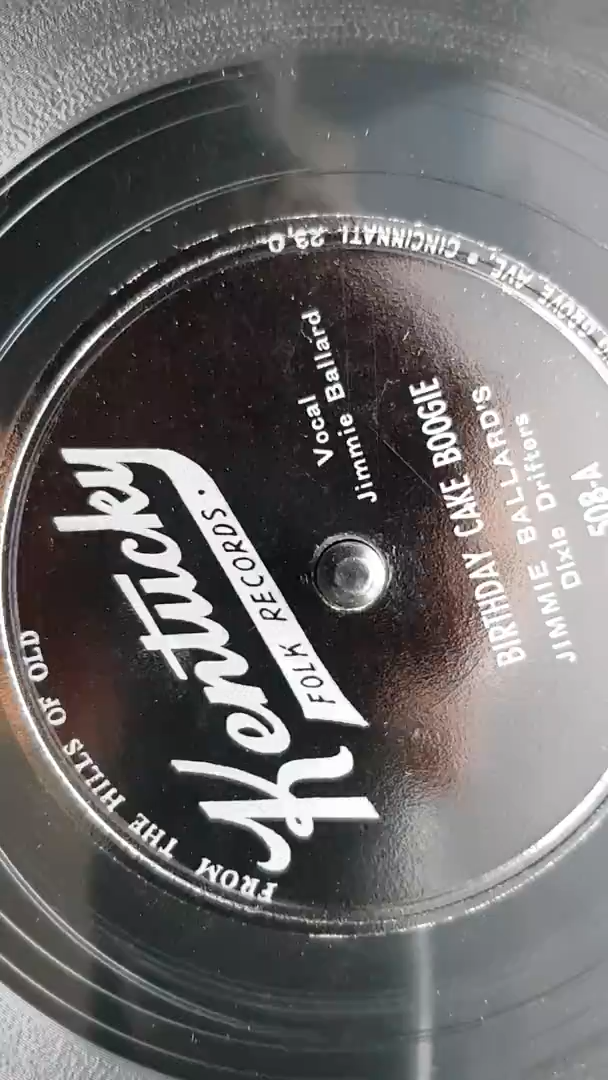 FROM THE HILLS OF OLD
Kentucky
FOLK RECORDS.
Vocal
Jimmie Ballard
BIRTHDAY CAKE BOOGIE
JIMMIE BALLARD'S
Dixie Drifters
508-A
GROVE AVE, • CINCINNATI 23, O